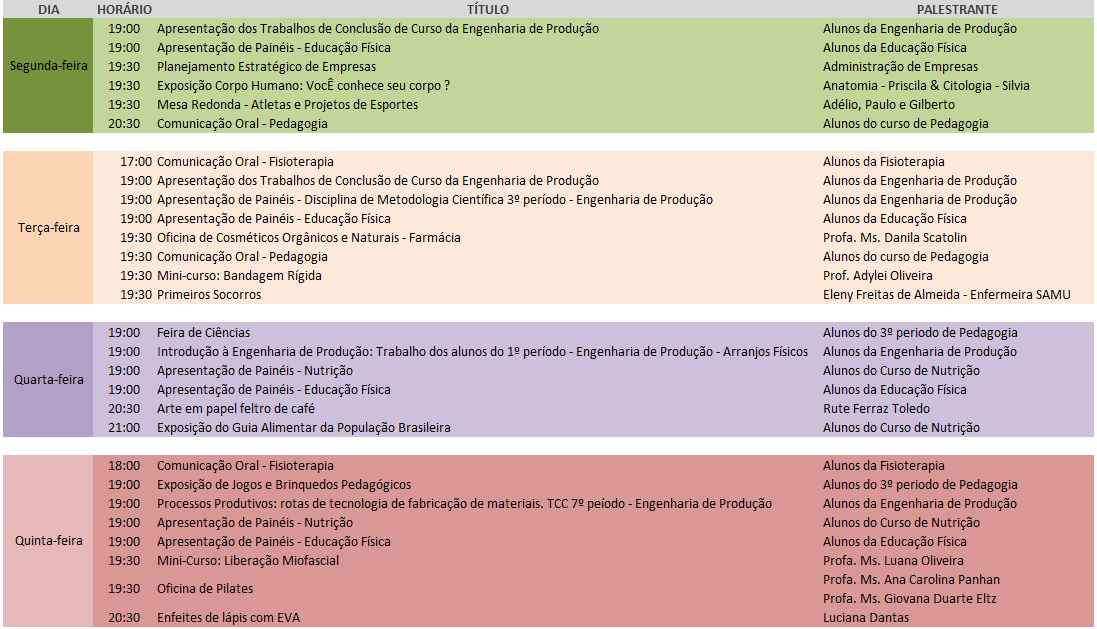 DIA HORÁRIO TÍTULO PALESTRANTE
Segunda-feira
19:00 Apresentação dos Trabalhos de Conclusão de Curso da Engenharia de Produção Alunos da Engenharia de Produção
19:00 Apresentação de Painéis - Educação Física Alunos da Educação Física
19:30 Planejamento Estratégico de Empresas Administração de Empresas
19:30 Exposição Corpo Humano: VocÊ conhece seu corpo ? Anatomia - Priscila & Citologia - Silvia
19:30 Mesa Redonda - Atletas e Projetos de Esportes Adélio, Paulo e Gilberto
20:30 Comunicação Oral - Pedagogia Alunos do curso de Pedagogia
Terça-feira
17:00 Comunicação Oral - Fisioterapia Alunos da Fisioterapia
19:00 Apresentação dos Trabalhos de Conclusão de Curso da Engenharia de Produção Alunos da Engenharia de Produção
19:00 Apresentação de Painéis - Disciplina de Metodologia Científica 3º período - Engenharia de Produção Alunos da Engenharia de Produção
19:00 Apresentação de Painéis - Educação Física Alunos da Educação Física
19:30 Oficina de Cosméticos Orgânicos e Naturais - Farmácia Profa. Ms. Danila Scatolin
19:30 Comunicação Oral - Pedagogia Alunos do curso de Pedagogia
19:30 Mini-curso: Bandagem Rígida Prof. Adylei Oliveira
19:30 Primeiros Socorros Eleny Freitas de Almeida - Enfermeira SAMU
Quarta-feira
19:00 Feira de Ciências Alunos do 3º periodo de Pedagogia
19:00 Introdução à Engenharia de Produção: Trabalho dos alunos do 1º período - Engenharia de Produção - Arranjos Físicos Alunos da Engenharia de Produção
19:00 Apresentação de Painéis - Nutrição Alunos do Curso de Nutrição
19:00 Apresentação de Painéis - Educação Física Alunos da Educação Física
20:30 Arte em papel feltro de café Rute Ferraz Toledo
21:00 Exposição do Guia Alimentar da População Brasileira Alunos do Curso de Nutrição
Quinta-feira
18:00 Comunicação Oral - Fisioterapia Alunos da Fisioterapia
19:00 Exposição de Jogos e Brinquedos Pedagógicos Alunos do 3º periodo de Pedagogia
19:00 Processos Produtivos: rotas de tecnologia de fabricação de materiais. TCC 7º peíodo - Engenharia de Produção Alunos da Engenharia de Produção
19:00 Apresentação de Painéis - Nutrição Alunos do Curso de Nutrição
19:00 Apresentação de Painéis - Educação Física Alunos da Educação Física
19:30 Mini-Curso: Liberação Miofascial Profa. Ms. Luana Oliveira
19:30 Oficina de Pilates Profa. Ms. Ana Carolina Panhan
Profa. Ms. Giovana Duarte Eltz
20:30 Enfeites de lápis com EVA Luciana Dantas